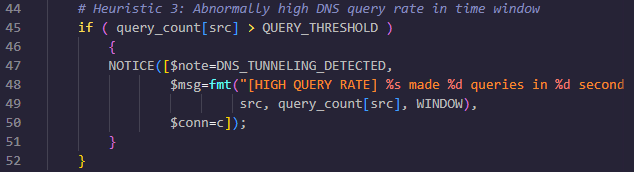 44 # Heuristic 3: Abnormally high DNS query rate in time window
45 if ( query_count[src] > QUERY_THRESHOLD )
46 {
47 NOTICE([$note=DNS_TUNNELING_DETECTED,
48 $msg=fmt("[HIGH QUERY RATE] %s made %d queries in %d second
49 src, query_count[src], WINDOW),
50 $conn=c]);
51 }
52 }